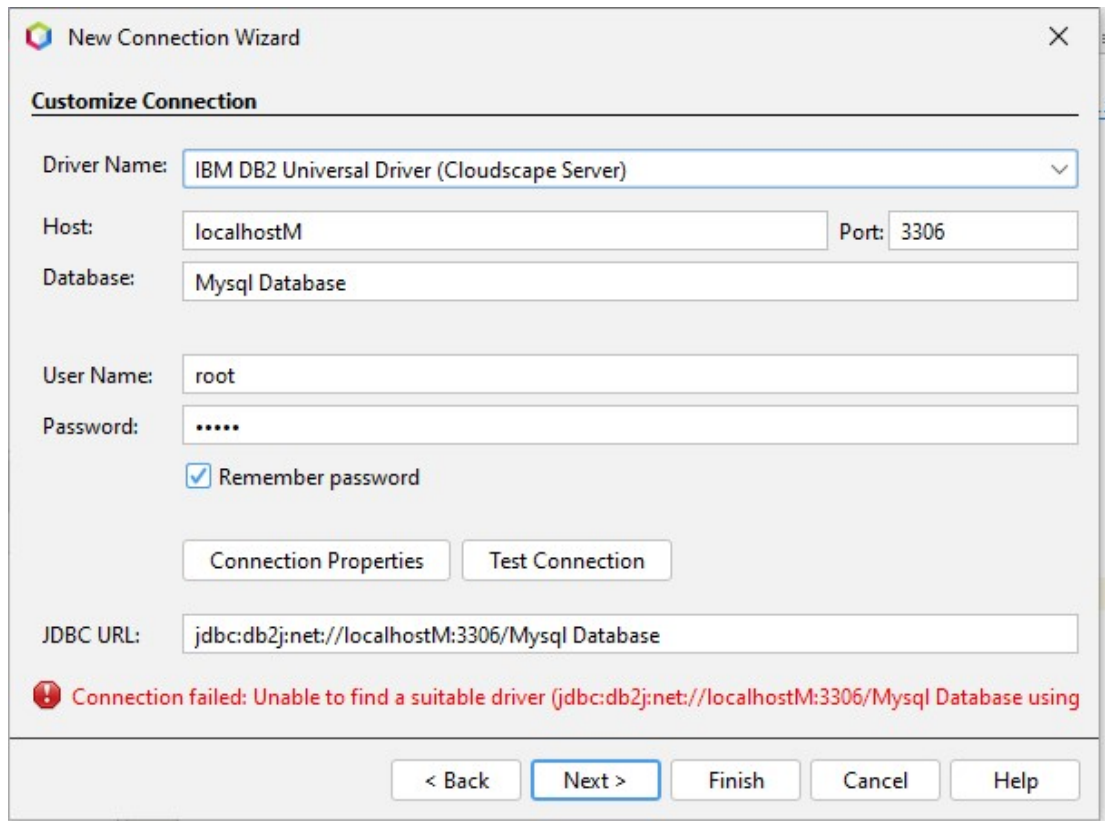 New Connection Wizard
Customize Connection
Driver Name: IBM DB2 Universal Driver (Cloudscape Server)
Host: localhostM Port: 3306
Database: Mysql Database
User Name: root
Password: •••••
Remember password
Connection Properties Test Connection
JDBC URL: jdbc:db2j:net://localhostM:3306/Mysql Database
Connection failed: Unable to find a suitable driver (jdbc:db2j:net://localhostM:3306/Mysql Database using
< Back Next > Finish Cancel Help